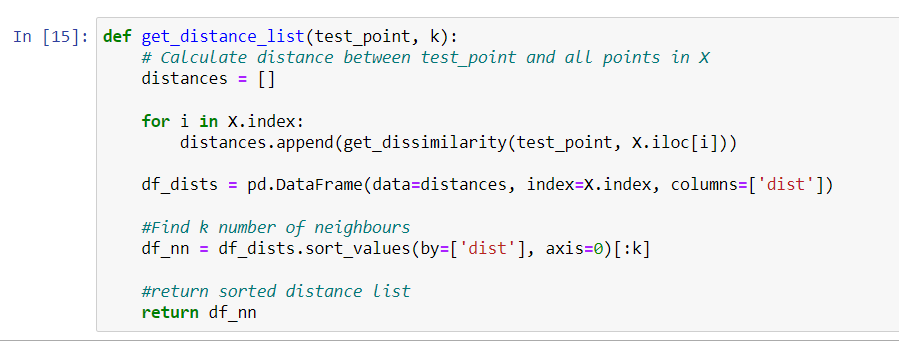 In [15]: def get_distance_list(test_point, k):
    # Calculate distance between test_point and all points in X
    distances = []

    for i in X.index:
        distances.append(get_dissimilarity(test_point, X.iloc[i]))

    df_dists = pd.DataFrame(data=distances, index=X.index, columns=['dist'])

    #Find k number of neighbours
    df_nn = df_dists.sort_values(by=['dist'], axis=0)[:k]

    #return sorted distance list
    return df_nn